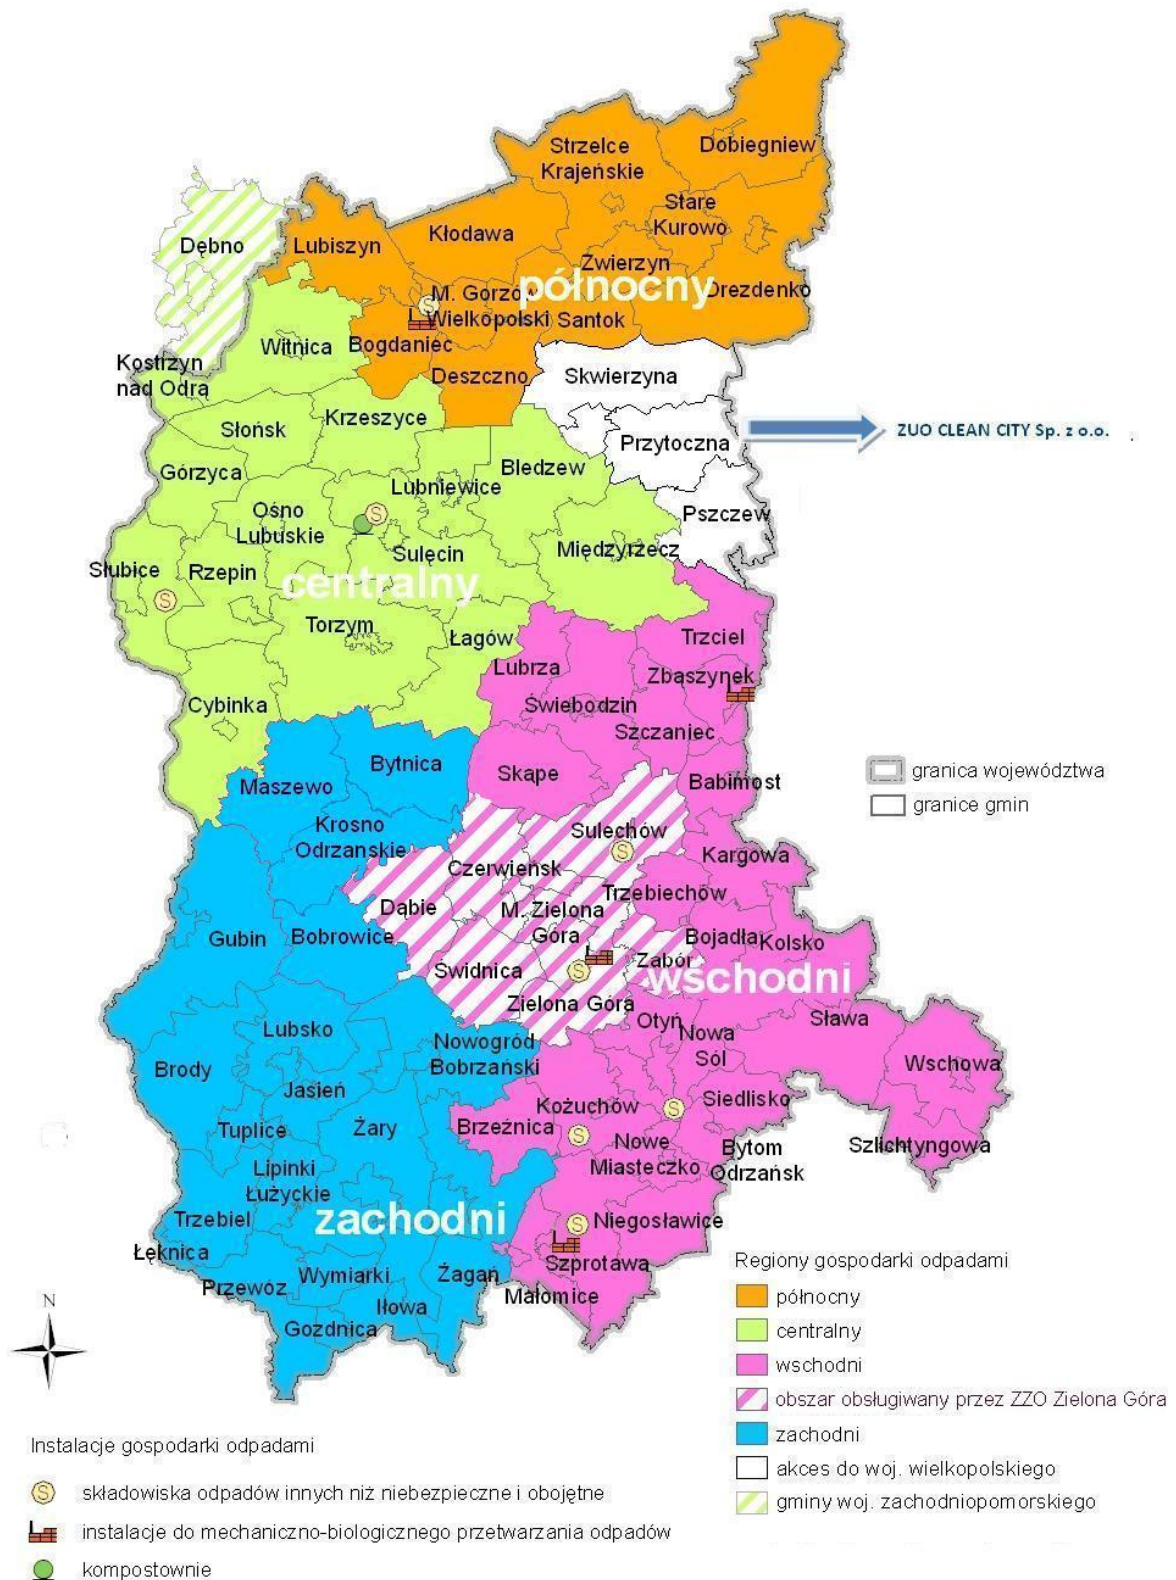 Strzelce
Krajeńskie
Dobiegniew
Stare
Kurowo
Kłodawa
Dębno
Lubiszyn
Zwierzyn
północny
Drezdenko
M. Gorzów
Wielkopolski
Santok
Witnica
Bogdaniec
Kostrzyn
nad Odrą
Deszczno
Skwierzyna
Krzeszyce
Słońsk
Przytoczna
ZUO CLEAN CITY Sp. z o.o.
Górzyca
Bledzew
Lubniewice
Ośno
Lubuskie
S
Pszczew
Sulęcin
Międzyrzecz
Słubice
Rzepin
centralny
S
Torzym
Łagów
Trzciel
Lubrza
Zbąszynek
Cybinka
Świebodzin
Szczaniec
Bytnica
Skąpe
Babimost
Maszewo
granica województwa
granice gmin
Krosno
Odrzanskie
Sulechów
S
Kargowa
Czerwieńsk
Trzebiechów
Dąbie
M. Zielona
Góra
Gubin
Bobrowice
Bojadła
Kolsko
Zabór
Świdnica
S
wschodni
Zielona Góra
Otyń
Nowa
Sól
Sława
Lubsko
Nowogród
Bobrzański
Wschowa
Brody
Jasień
Siedlisko
Kożuchów
S
Brzeźnica
S
Tuplice
Żary
Nowe
Miasteczko
Bytom
Odrzańsk
Szlichtyngowa
Lipinki
Łużyckie
Trzebiel
zachodni
S
Niegosławice
Łęknica
Szprotawa
Przewóz
Wymiarki
Żagań
Małomice
Iłowa
Gozdnica
N
Regiony gospodarki odpadami
północny
centralny
wschodni
obszar obsługiwany przez ZZO Zielona Góra
zachodni
akces do woj. wielkopolskiego
gminy woj. zachodniopomorskiego
Instalacje gospodarki odpadami
S składowiska odpadów innych niż niebezpieczne i obojętne
instalacje do mechaniczno-biologicznego przetwarzania odpadów
kompostownie